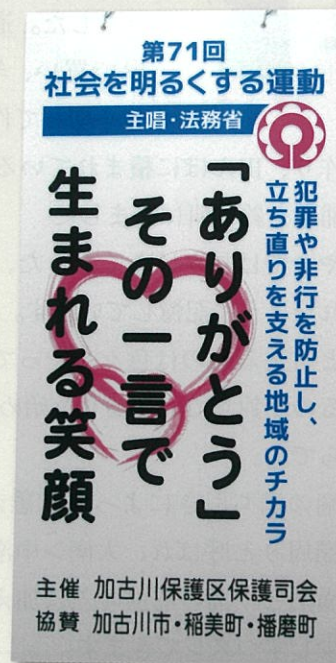 第71回
社会を明るくする運動
主唱・法務省
犯罪や非行を防止し、
立ち直りを支える地域のチカラ
「ありがとう」
その一言で
生まれる笑顔
主催 加古川保護区保護司会
協賛 加古川市・稲美町・播磨町